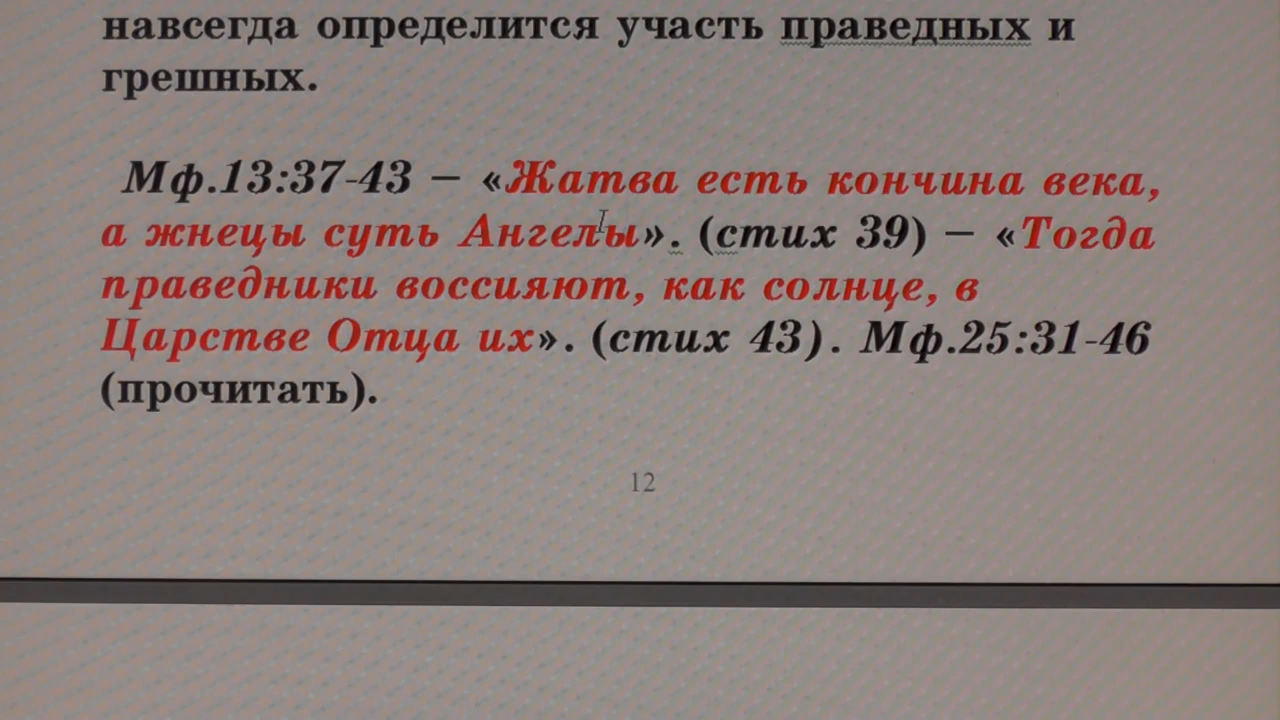 навсегда определится участь праведных и
грешных.
Мф.13:37-43 – «Жатва есть кончина века,
а жнецы суть Ангелы». (стих 39) – «Тогда
праведники воссияют, как солнце, в
Царстве Отца их». (стих 43). Мф.25:31-46
(прочитать).
12